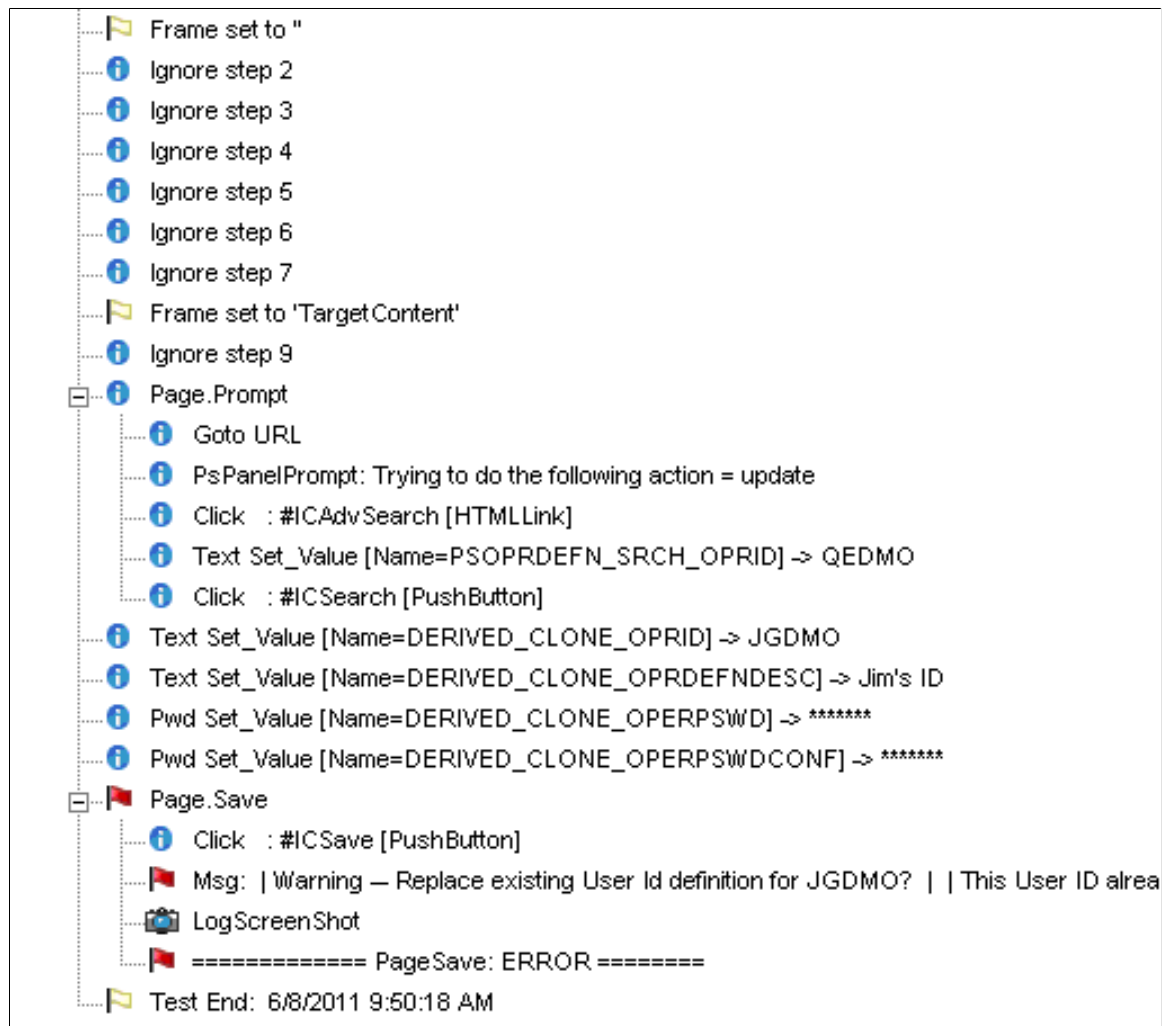 Frame set to ''
Ignore step 2
Ignore step 3
Ignore step 4
Ignore step 5
Ignore step 6
Ignore step 7
Frame set to 'TargetContent'
Ignore step 9
Page.Prompt
Goto URL
PsPanelPrompt: Trying to do the following action = update
Click : #ICAdvSearch [HTMLLink]
Text Set_Value [Name=PSOPRDEFN_SRCH_OPRID] -> QEDMO
Click : #ICSearch [PushButton]
Text Set_Value [Name=DERIVED_CLONE_OPRID] -> JGDMO
Text Set_Value [Name=DERIVED_CLONE_OPRDEFNDESC] -> Jim's ID
Pwd Set_Value [Name=DERIVED_CLONE_OPERPSWD] -> *******
Pwd Set_Value [Name=DERIVED_CLONE_OPERPSWDCONF] -> *******
Page.Save
Click : #ICSave [PushButton]
Msg: | Warning -- Replace existing User Id definition for JGDMO? | | This User ID alrea
LogScreenShot
============= PageSave: ERROR ========
Test End: 6/8/2011 9:50:18 AM